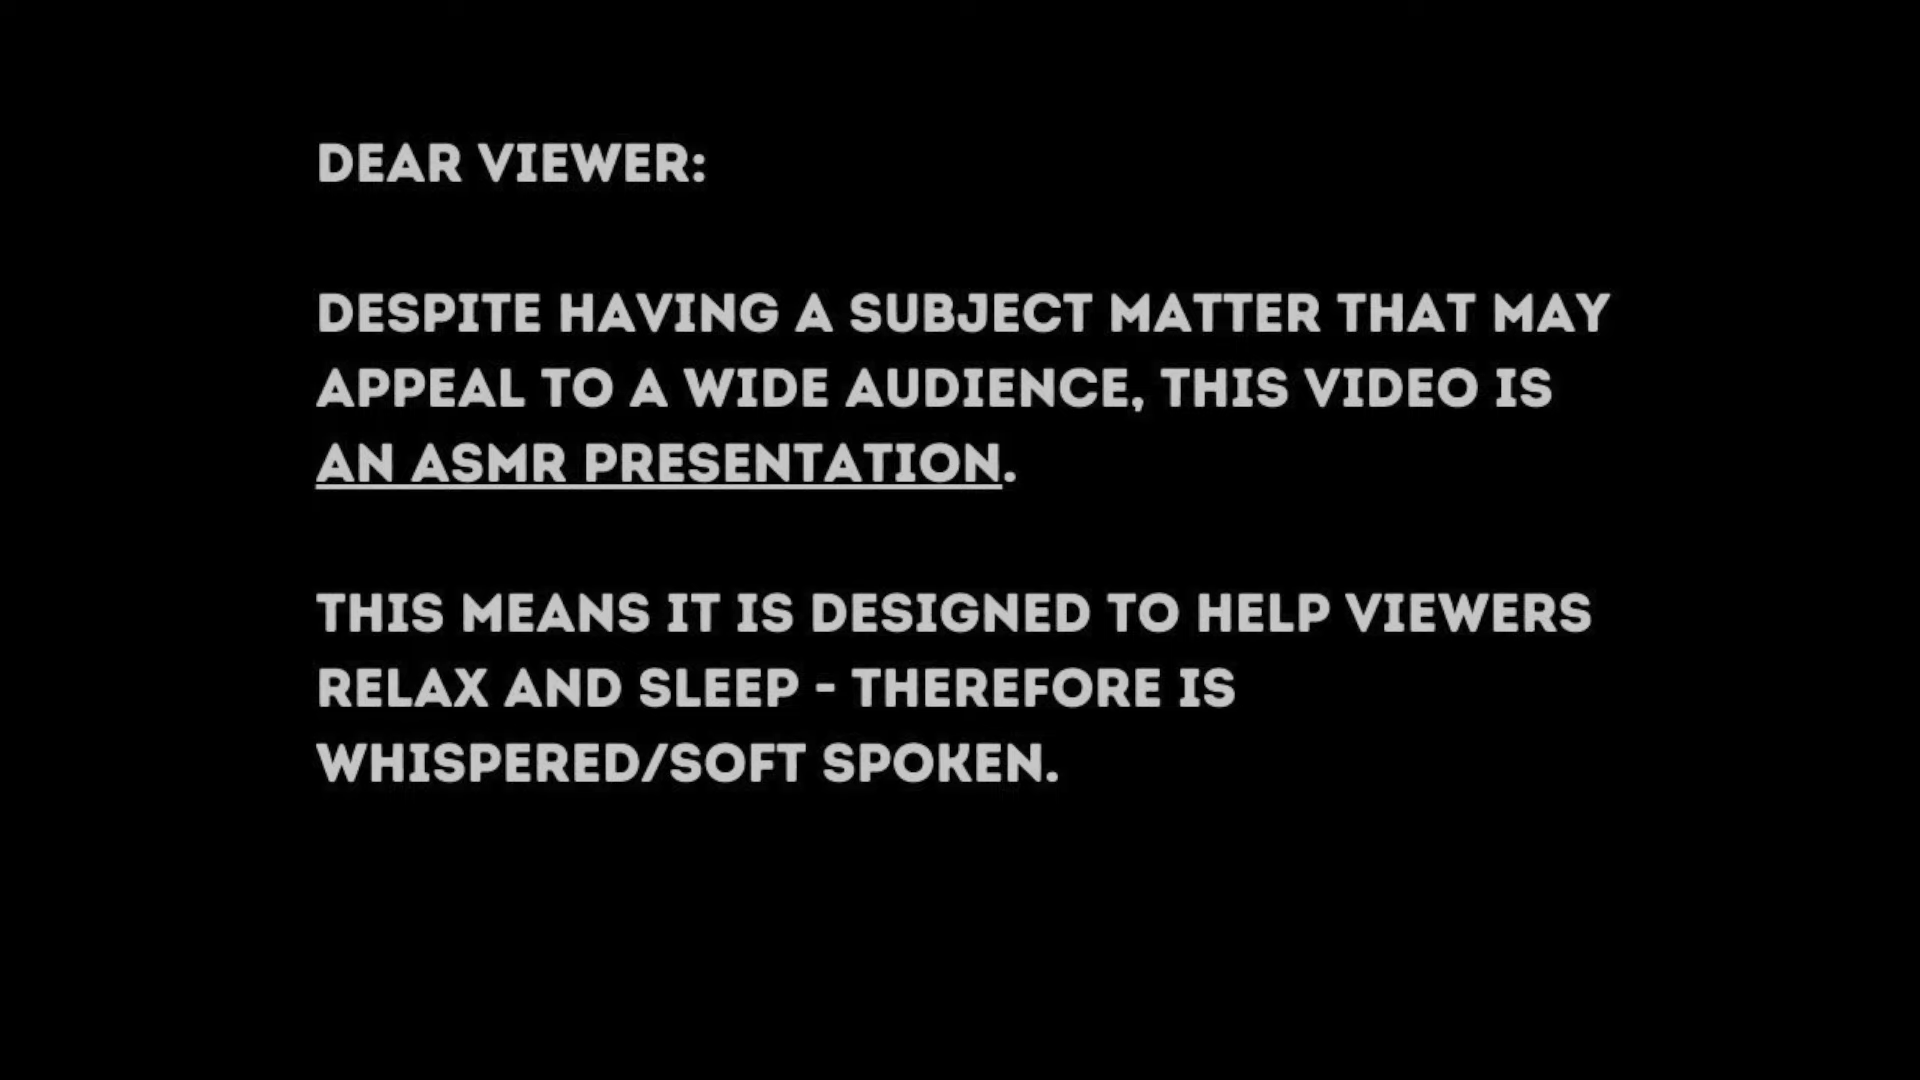 DEAR VIEWER:
DESPITE HAVING A SUBJECT MATTER THAT MAY
APPEAL TO A WIDE AUDIENCE, THIS VIDEO IS
AN ASMR PRESENTATION.
THIS MEANS IT IS DESIGNED TO HELP VIEWERS
RELAX AND SLEEP - THEREFORE IS
WHISPERED/SOFT SPOKEN.